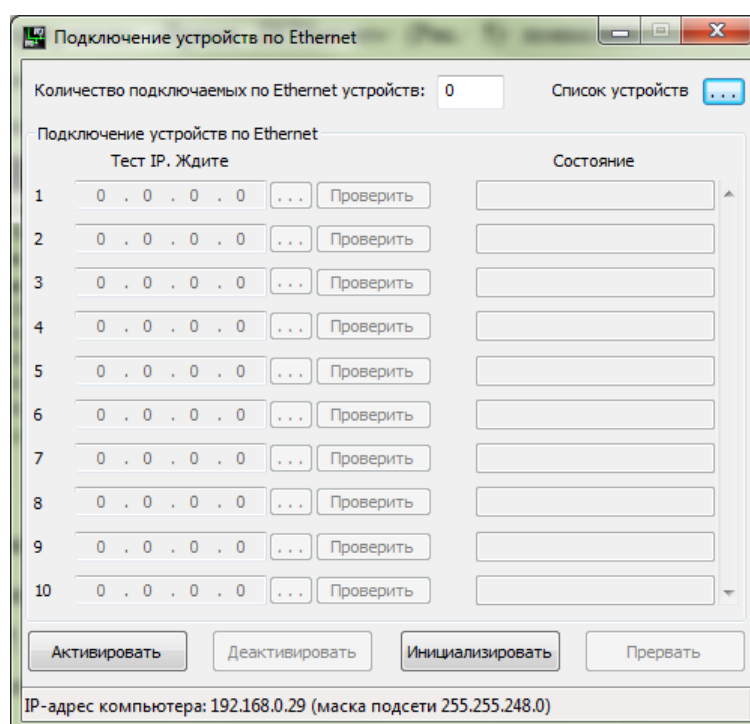 Подключение устройств по Ethernet
Количество подключаемых по Ethernet устройств: 0 Список устройств ...
Подключение устройств по Ethernet
Тест IP. Ждите Состояние
1 0 . 0 . 0 . 0 ... Проверить
2 0 . 0 . 0 . 0 ... Проверить
3 0 . 0 . 0 . 0 ... Проверить
4 0 . 0 . 0 . 0 ... Проверить
5 0 . 0 . 0 . 0 ... Проверить
6 0 . 0 . 0 . 0 ... Проверить
7 0 . 0 . 0 . 0 ... Проверить
8 0 . 0 . 0 . 0 ... Проверить
9 0 . 0 . 0 . 0 ... Проверить
10 0 . 0 . 0 . 0 ... Проверить
Активировать Деактивировать Инициализировать Прервать
IP-адрес компьютера: 192.168.0.29 (маска подсети 255.255.248.0)